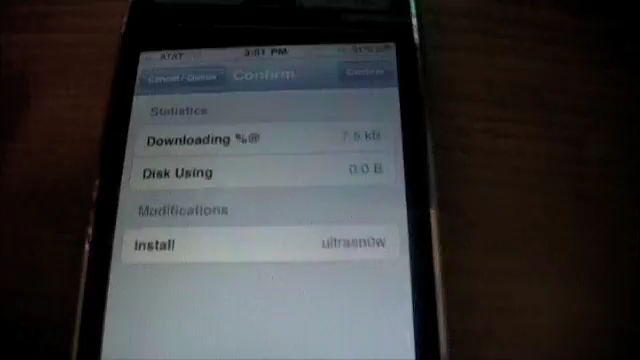 AT&T 3:51 PM
Cancel / Queue Confirm Confirm
Statistics
Downloading %@ 7.5 kB
Disk Using 0.0 B
Modifications
Install ultrasn0w